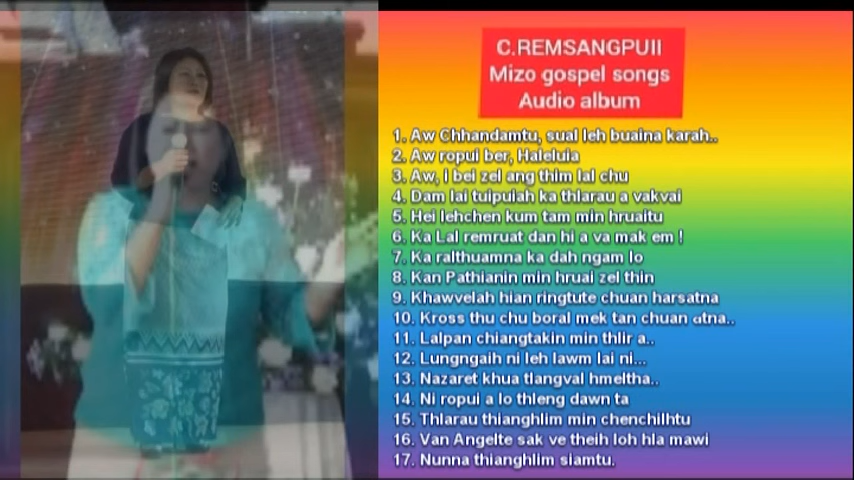 C.REMSANGPUII
Mizo gospel songs
Audio album
1. Aw Chhandamtu, sual leh buaina karah..
2. Aw ropui ber, Haleluia
3. Aw, i bei zel ang thim lal chu
4. Dam lai tuipuiah ka thlarau a vakvai
5. Hei lehchen kum tam min hruaitu
6. Ka Lal remruat dan hi a va mak em !
7. Ka ralthuamna ka dah ngam lo
8. Kan Pathianin min hruai zel thin
9. Khawvelah hian ringtute chuan harsatna
10. Kross thu chu boral mek tan chuan atna..
11. Lalpan chiangtakin min thlir a..
12. Lungngaih ni leh lawm lai ni...
13. Nazaret khua tlangval hmeltha..
14. Ni ropui a lo thleng dawn ta
15. Thlarau thianghlim min chenchilhtu
16. Van Angelte sak ve theih loh hla mawi
17. Nunna thianghlim siamtu.